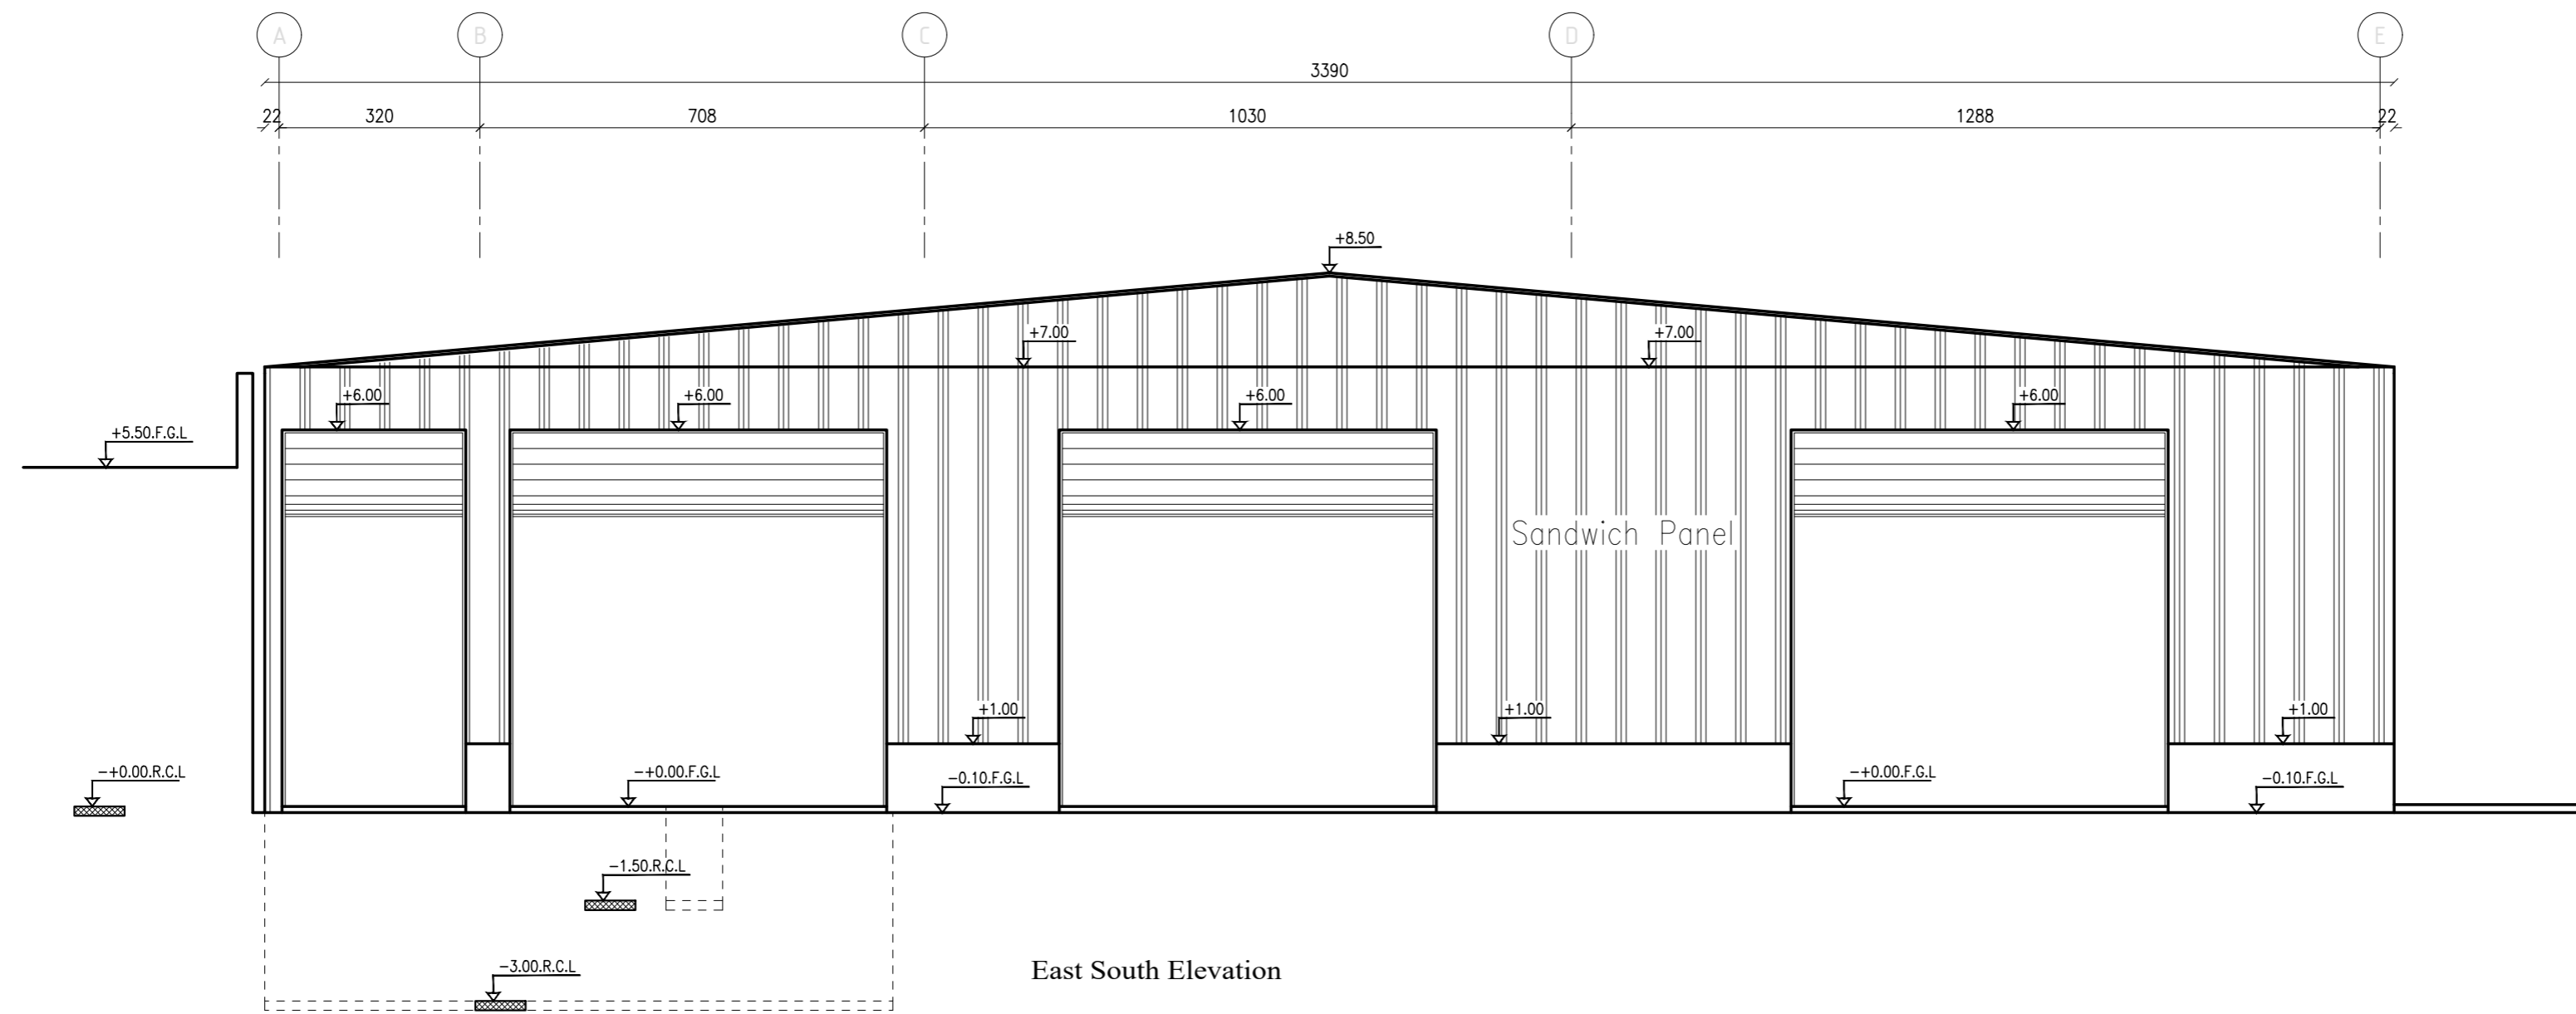 A B C D E
3390
22 320 708 1030 1288 22
+8.50
+7.00 +7.00
+6.00 +6.00 +6.00 +6.00
+5.50.F.G.L
Sandwich Panel
+1.00 +1.00 +1.00
-+0.00.R.C.L -+0.00.F.G.L -0.10.F.G.L -+0.00.F.G.L -0.10.F.G.L
-1.50.R.C.L
-3.00.R.C.L
East South Elevation